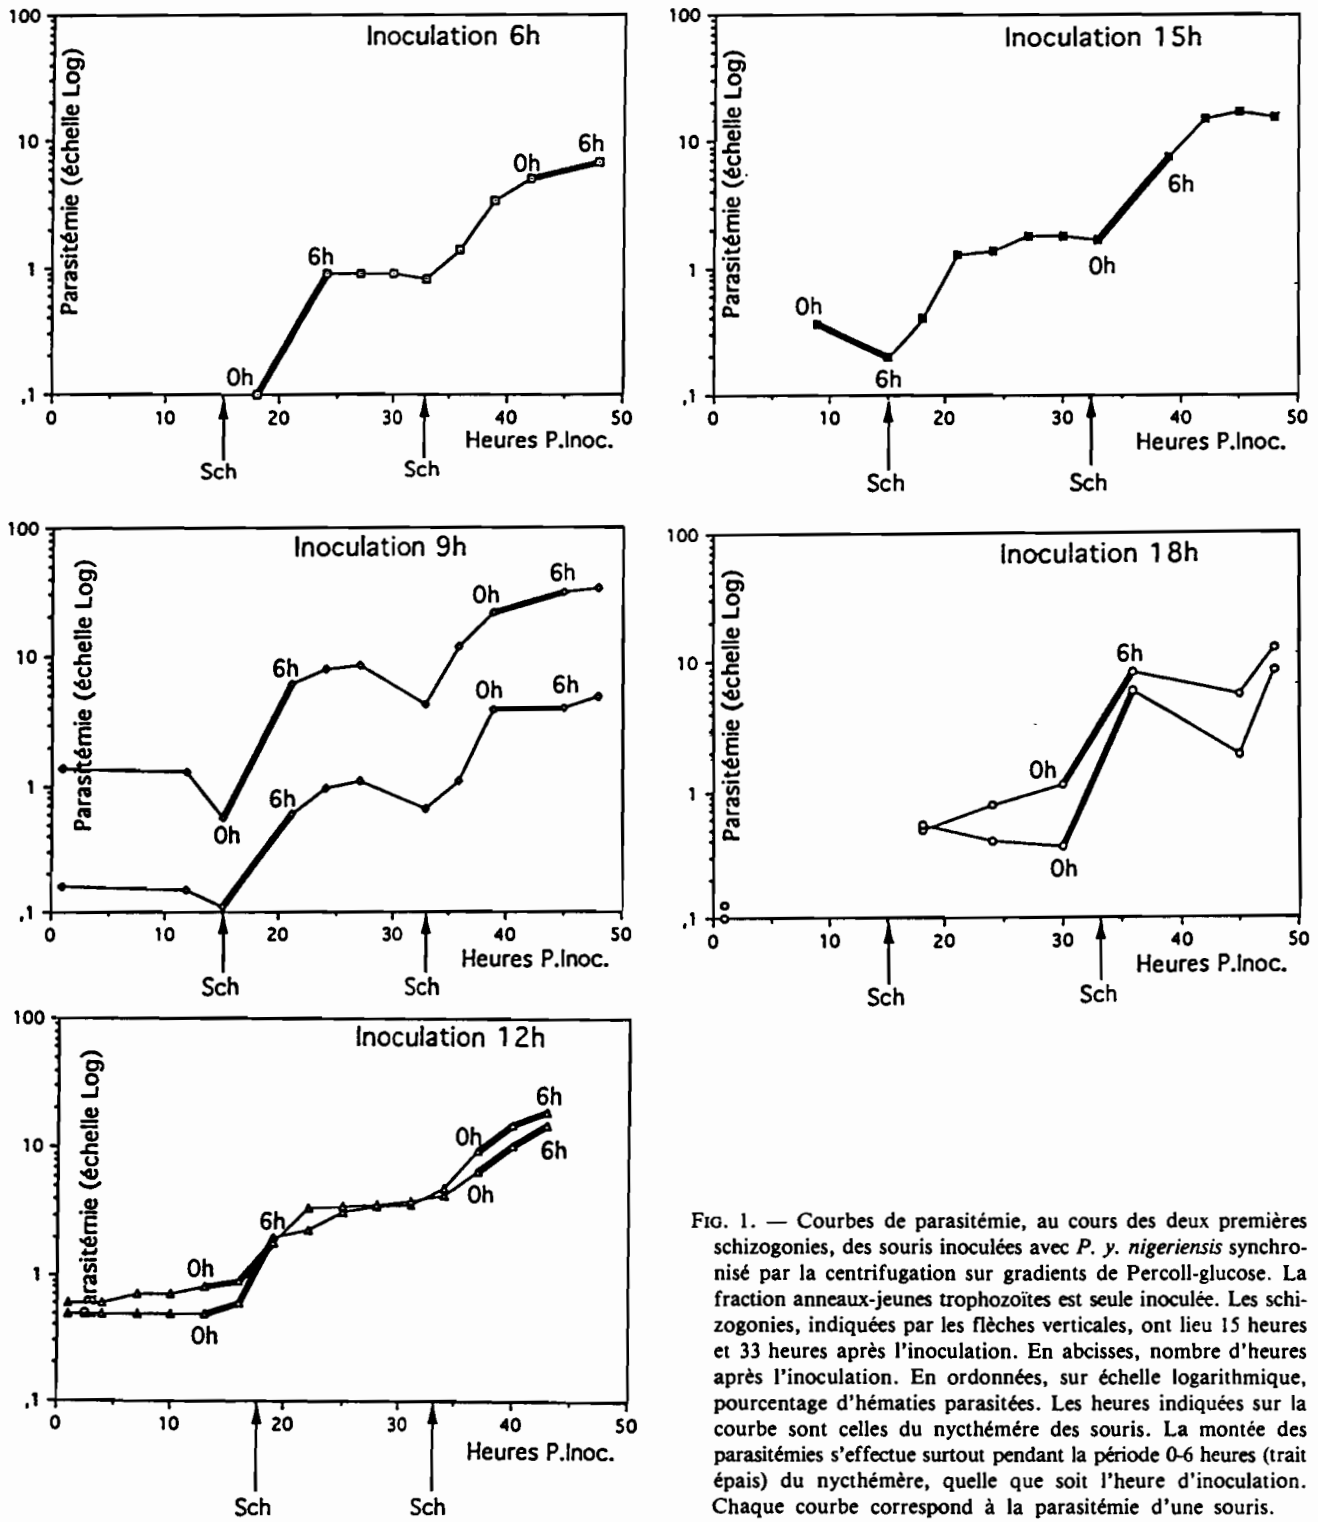 Inoculation 6h
Parasitémie (échelle Log)
100
10
1
,1
0h
6h
0h
6h
0 10 20 30 40 50
Heures P.Inoc.
Sch
Sch
Inoculation 15h
Parasitémie (échelle Log)
100
10
1
,1
0h
6h
0h
6h
0 10 20 30 40 50
Heures P.Inoc.
Sch
Sch
Inoculation 9h
Parasitémie (échelle Log)
100
10
1
,1
6h
0h
6h
0h
6h
0h
6h
0 10 20 30 40 50
Heures P.Inoc.
Sch
Sch
Inoculation 18h
Parasitémie (échelle Log)
100
10
1
,1
6h
0h
0h
0 10 20 30 40 50
Heures P.Inoc.
Sch
Sch
Inoculation 12h
Parasitémie (échelle Log)
100
10
1
,1
0h
0h
6h
0h
6h
0h
6h
0 10 20 30 40 50
Heures P.Inoc.
Sch
Sch
FIG. 1. — Courbes de parasitémie, au cours des deux premières
schizogonies, des souris inoculées avec P. y. nigeriensis synchro-
nisé par la centrifugation sur gradients de Percoll-glucose. La
fraction anneaux-jeunes trophozoïtes est seule inoculée. Les schi-
zogonies, indiquées par les flèches verticales, ont lieu 15 heures
et 33 heures après l'inoculation. En abcisses, nombre d'heures
après l'inoculation. En ordonnées, sur échelle logarithmique,
pourcentage d'hématies parasitées. Les heures indiquées sur la
courbe sont celles du nycthémére des souris. La montée des
parasitémies s'effectue surtout pendant la période 0-6 heures (trait
épais) du nycthémère, quelle que soit l'heure d'inoculation.
Chaque courbe correspond à la parasitémie d'une souris.